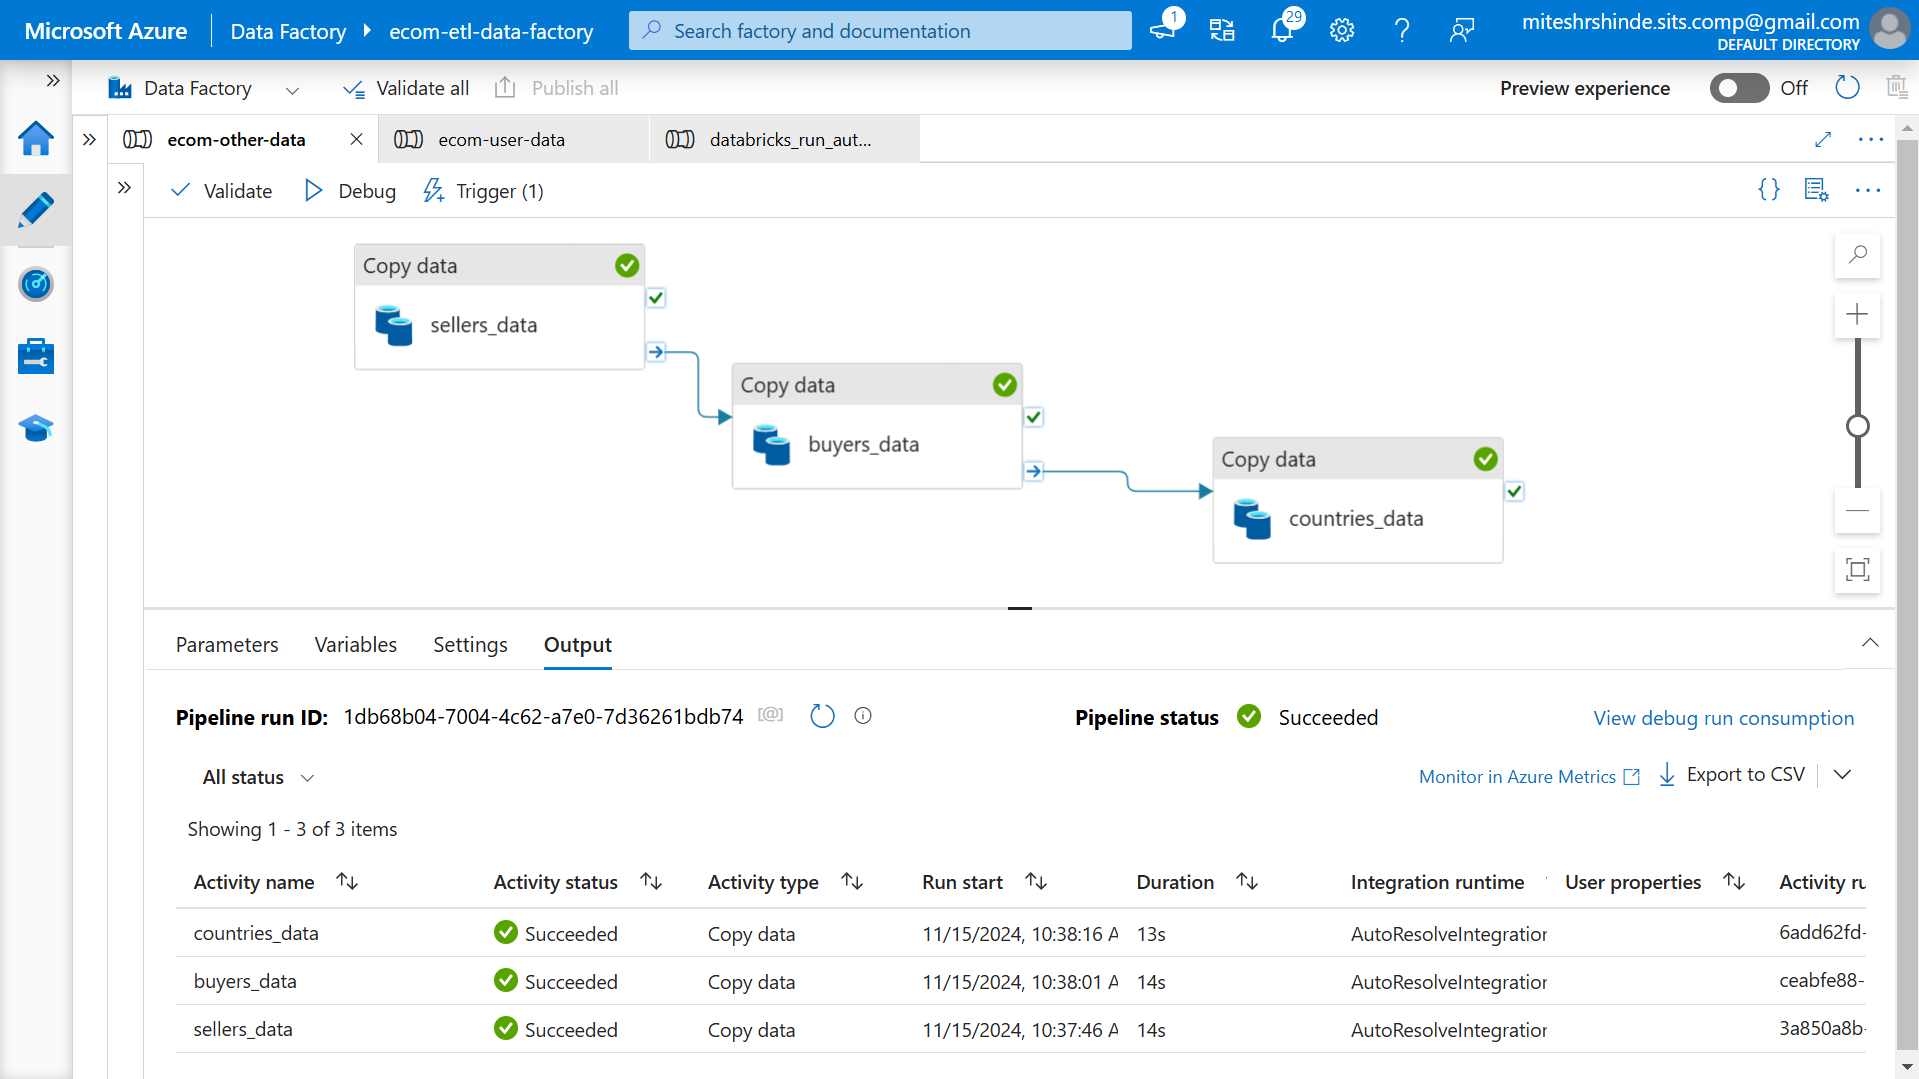 Microsoft Azure Data Factory ecom-etl-data-factory Search factory and documentation 1 29 miteshrshinde.sits.comp@gmail.com
DEFAULT DIRECTORY
Data Factory Validate all Publish all Preview experience Off
ecom-other-data ecom-user-data databricks_run_aut...
Validate Debug Trigger (1) {}
Copy data
sellers_data
Copy data
buyers_data
Copy data
countries_data
Parameters Variables Settings Output
Pipeline run ID: 1db68b04-7004-4c62-a7e0-7d36261bdb74 [@] Pipeline status Succeeded View debug run consumption
All status Monitor in Azure Metrics Export to CSV
Showing 1 - 3 of 3 items
Activity name Activity status Activity type Run start Duration Integration runtime User properties Activity ru
countries_data Succeeded Copy data 11/15/2024, 10:38:16 A 13s AutoResolveIntegration 6add62fd-
buyers_data Succeeded Copy data 11/15/2024, 10:38:01 A 14s AutoResolveIntegration ceabfe88-
sellers_data Succeeded Copy data 11/15/2024, 10:37:46 A 14s AutoResolveIntegration 3a850a8b-